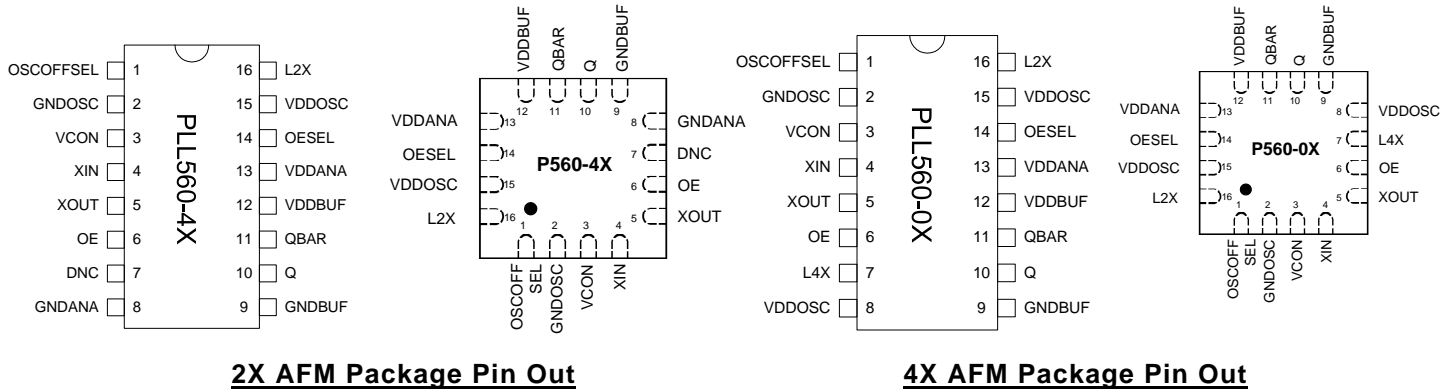 OSCOFFSEL 1 16 L2X
GNDOSC 2 15 VDDOSC
VCON 3 14 OESEL
XIN 4 13 VDDANA
XOUT 5 12 VDDBUF
OE 6 11 QBAR
DNC 7 10 Q
GNDANA 8 9 GNDBUF
PLL560-4X
VDDBUF QBAR Q GNDBUF
12 11 10 9
VDDANA 13 8 GNDANA
OESEL 14 7 DNC
P560-4X
VDDOSC 15 6 OE
L2X 16 5 XOUT
1 2 3 4
OSCOFF
SEL
GNDOSC
VCON
XIN
2X AFM Package Pin Out
OSCOFFSEL 1 16 L2X
GNDOSC 2 15 VDDOSC
VCON 3 14 OESEL
XIN 4 13 VDDANA
XOUT 5 12 VDDBUF
OE 6 11 QBAR
L4X 7 10 Q
VDDOSC 8 9 GNDBUF
PLL560-0X
VDDBUF QBAR Q GNDBUF
12 11 10 9
VDDANA 13 8 VDDOSC
OESEL 14 7 L4X
P560-0X
VDDOSC 15 6 OE
L2X 16 5 XOUT
1 2 3 4
OSCOFF
SEL
GNDOSC
VCON
XIN
4X AFM Package Pin Out